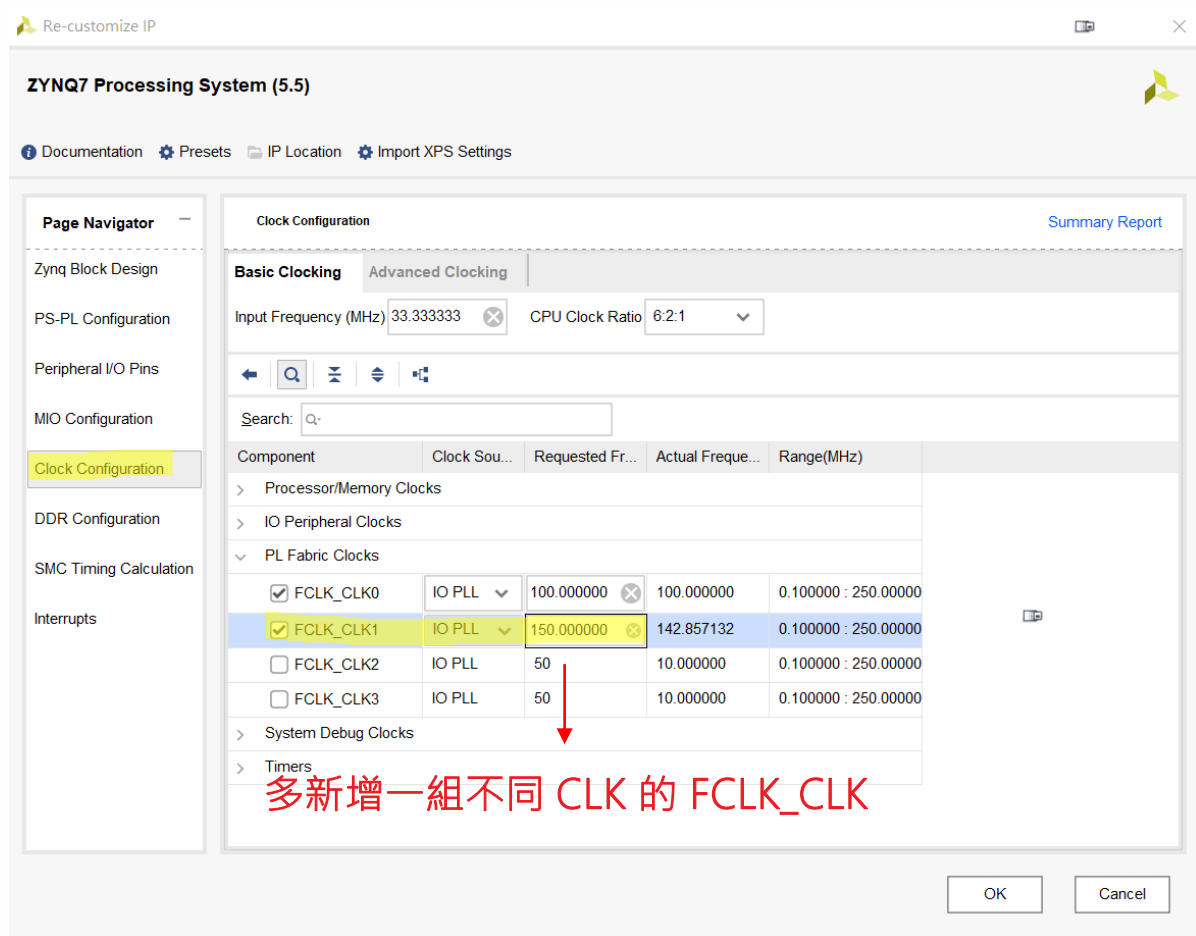 Re-customize IP
ZYNQ7 Processing System (5.5)
Documentation Presets IP Location Import XPS Settings
Page Navigator
Zynq Block Design
PS-PL Configuration
Peripheral I/O Pins
MIO Configuration
Clock Configuration
DDR Configuration
SMC Timing Calculation
Interrupts
Clock Configuration Summary Report
Basic Clocking Advanced Clocking
Input Frequency (MHz) 33.333333 CPU Clock Ratio 6:2:1
Search:
Component Clock Sou... Requested Fr... Actual Freque... Range(MHz)
Processor/Memory Clocks
IO Peripheral Clocks
PL Fabric Clocks
FCLK_CLK0 IO PLL 100.000000 100.000000 0.100000 : 250.00000
FCLK_CLK1 IO PLL 150.000000 142.857132 0.100000 : 250.00000
FCLK_CLK2 IO PLL 50 10.000000 0.100000 : 250.00000
FCLK_CLK3 IO PLL 50 10.000000 0.100000 : 250.00000
System Debug Clocks
Timers
多新增一組不同 CLK 的 FCLK_CLK
OK Cancel